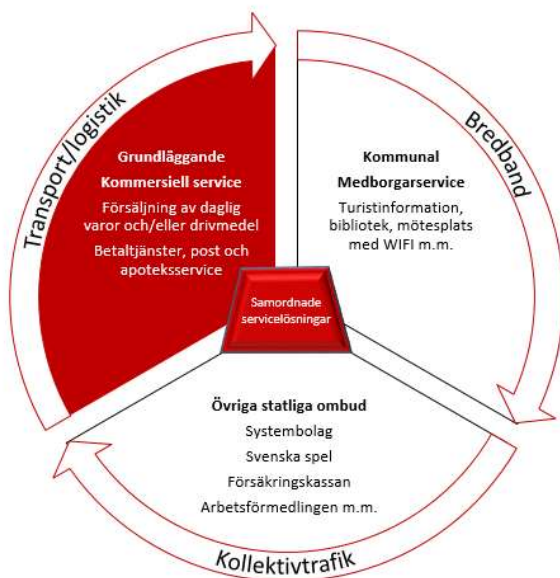 Transport/logistik
Bredband
Grundläggande
Kommersiell service
Försäljning av daglig
varor och/eller drivmedel
Betaltjänster, post och
apoteksservice
Kommunal
Medborgarservice
Turistinformation,
bibliotek, mötesplats
med WIFI m.m.
Samordnade
servicelösningar
Övriga statliga ombud
Systembolag
Svenska spel
Försäkringskassan
Arbetsförmedlingen m.m.
Kollektivtrafik